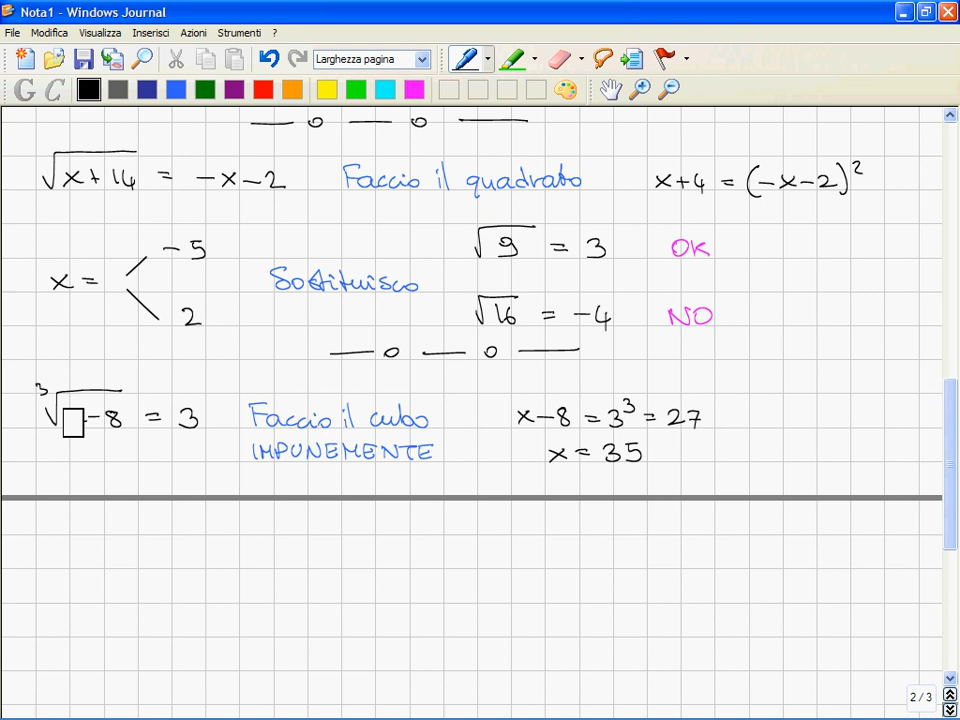 Nota1 - Windows Journal
File Modifica Visualizza Inserisci Azioni Strumenti ?
Larghezza pagina
G C
√x+14 = -x-2 Faccio il quadrato x+4 = (-x-2)²
-5 √9 = 3 OK
x = Sostituisco
2 √16 = -4 NO
³√ -8 = 3 Faccio il cubo x-8 = 3³ = 27
IMPUNEMENTE x = 35
2 / 3